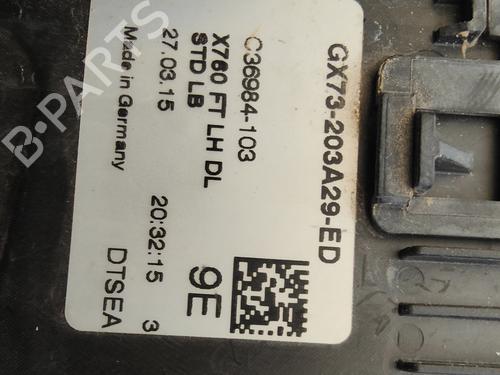 GX73-203A29-ED
C36984-103
X760 FT LH DL
STD LB
27.03.15 20:32:15 3
Made in Germany DTSEA
9E
B-PARTS